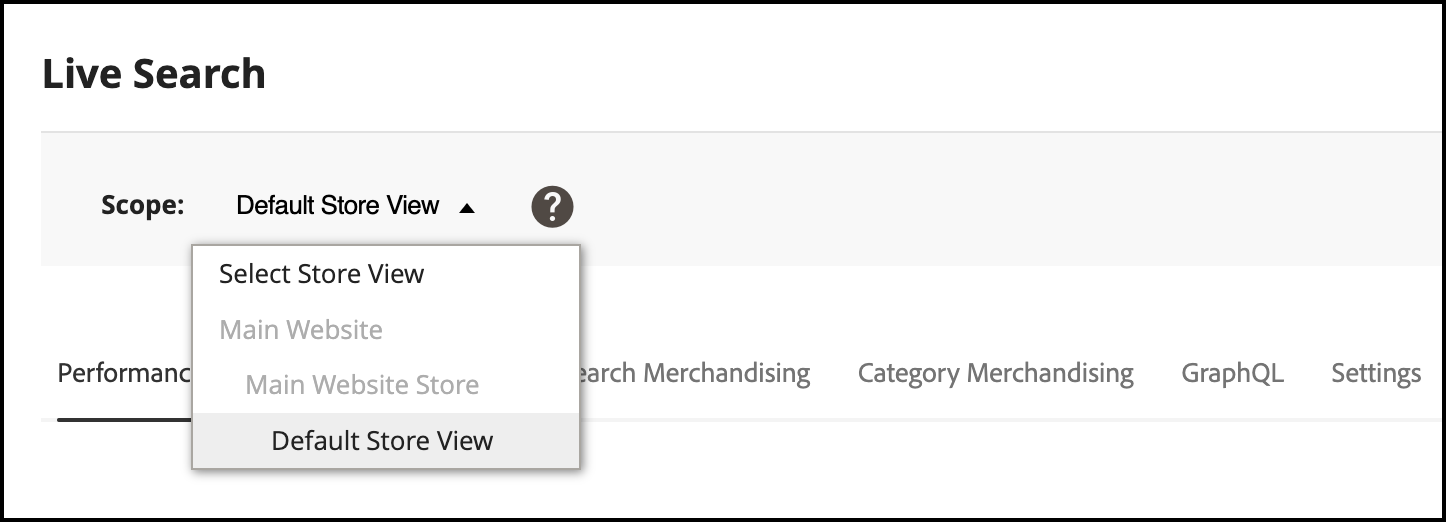 Live Search
Scope: Default Store View ?
Select Store View
Main Website
Main Website Store
Default Store View
Performanc earch Merchandising Category Merchandising GraphQL Settings